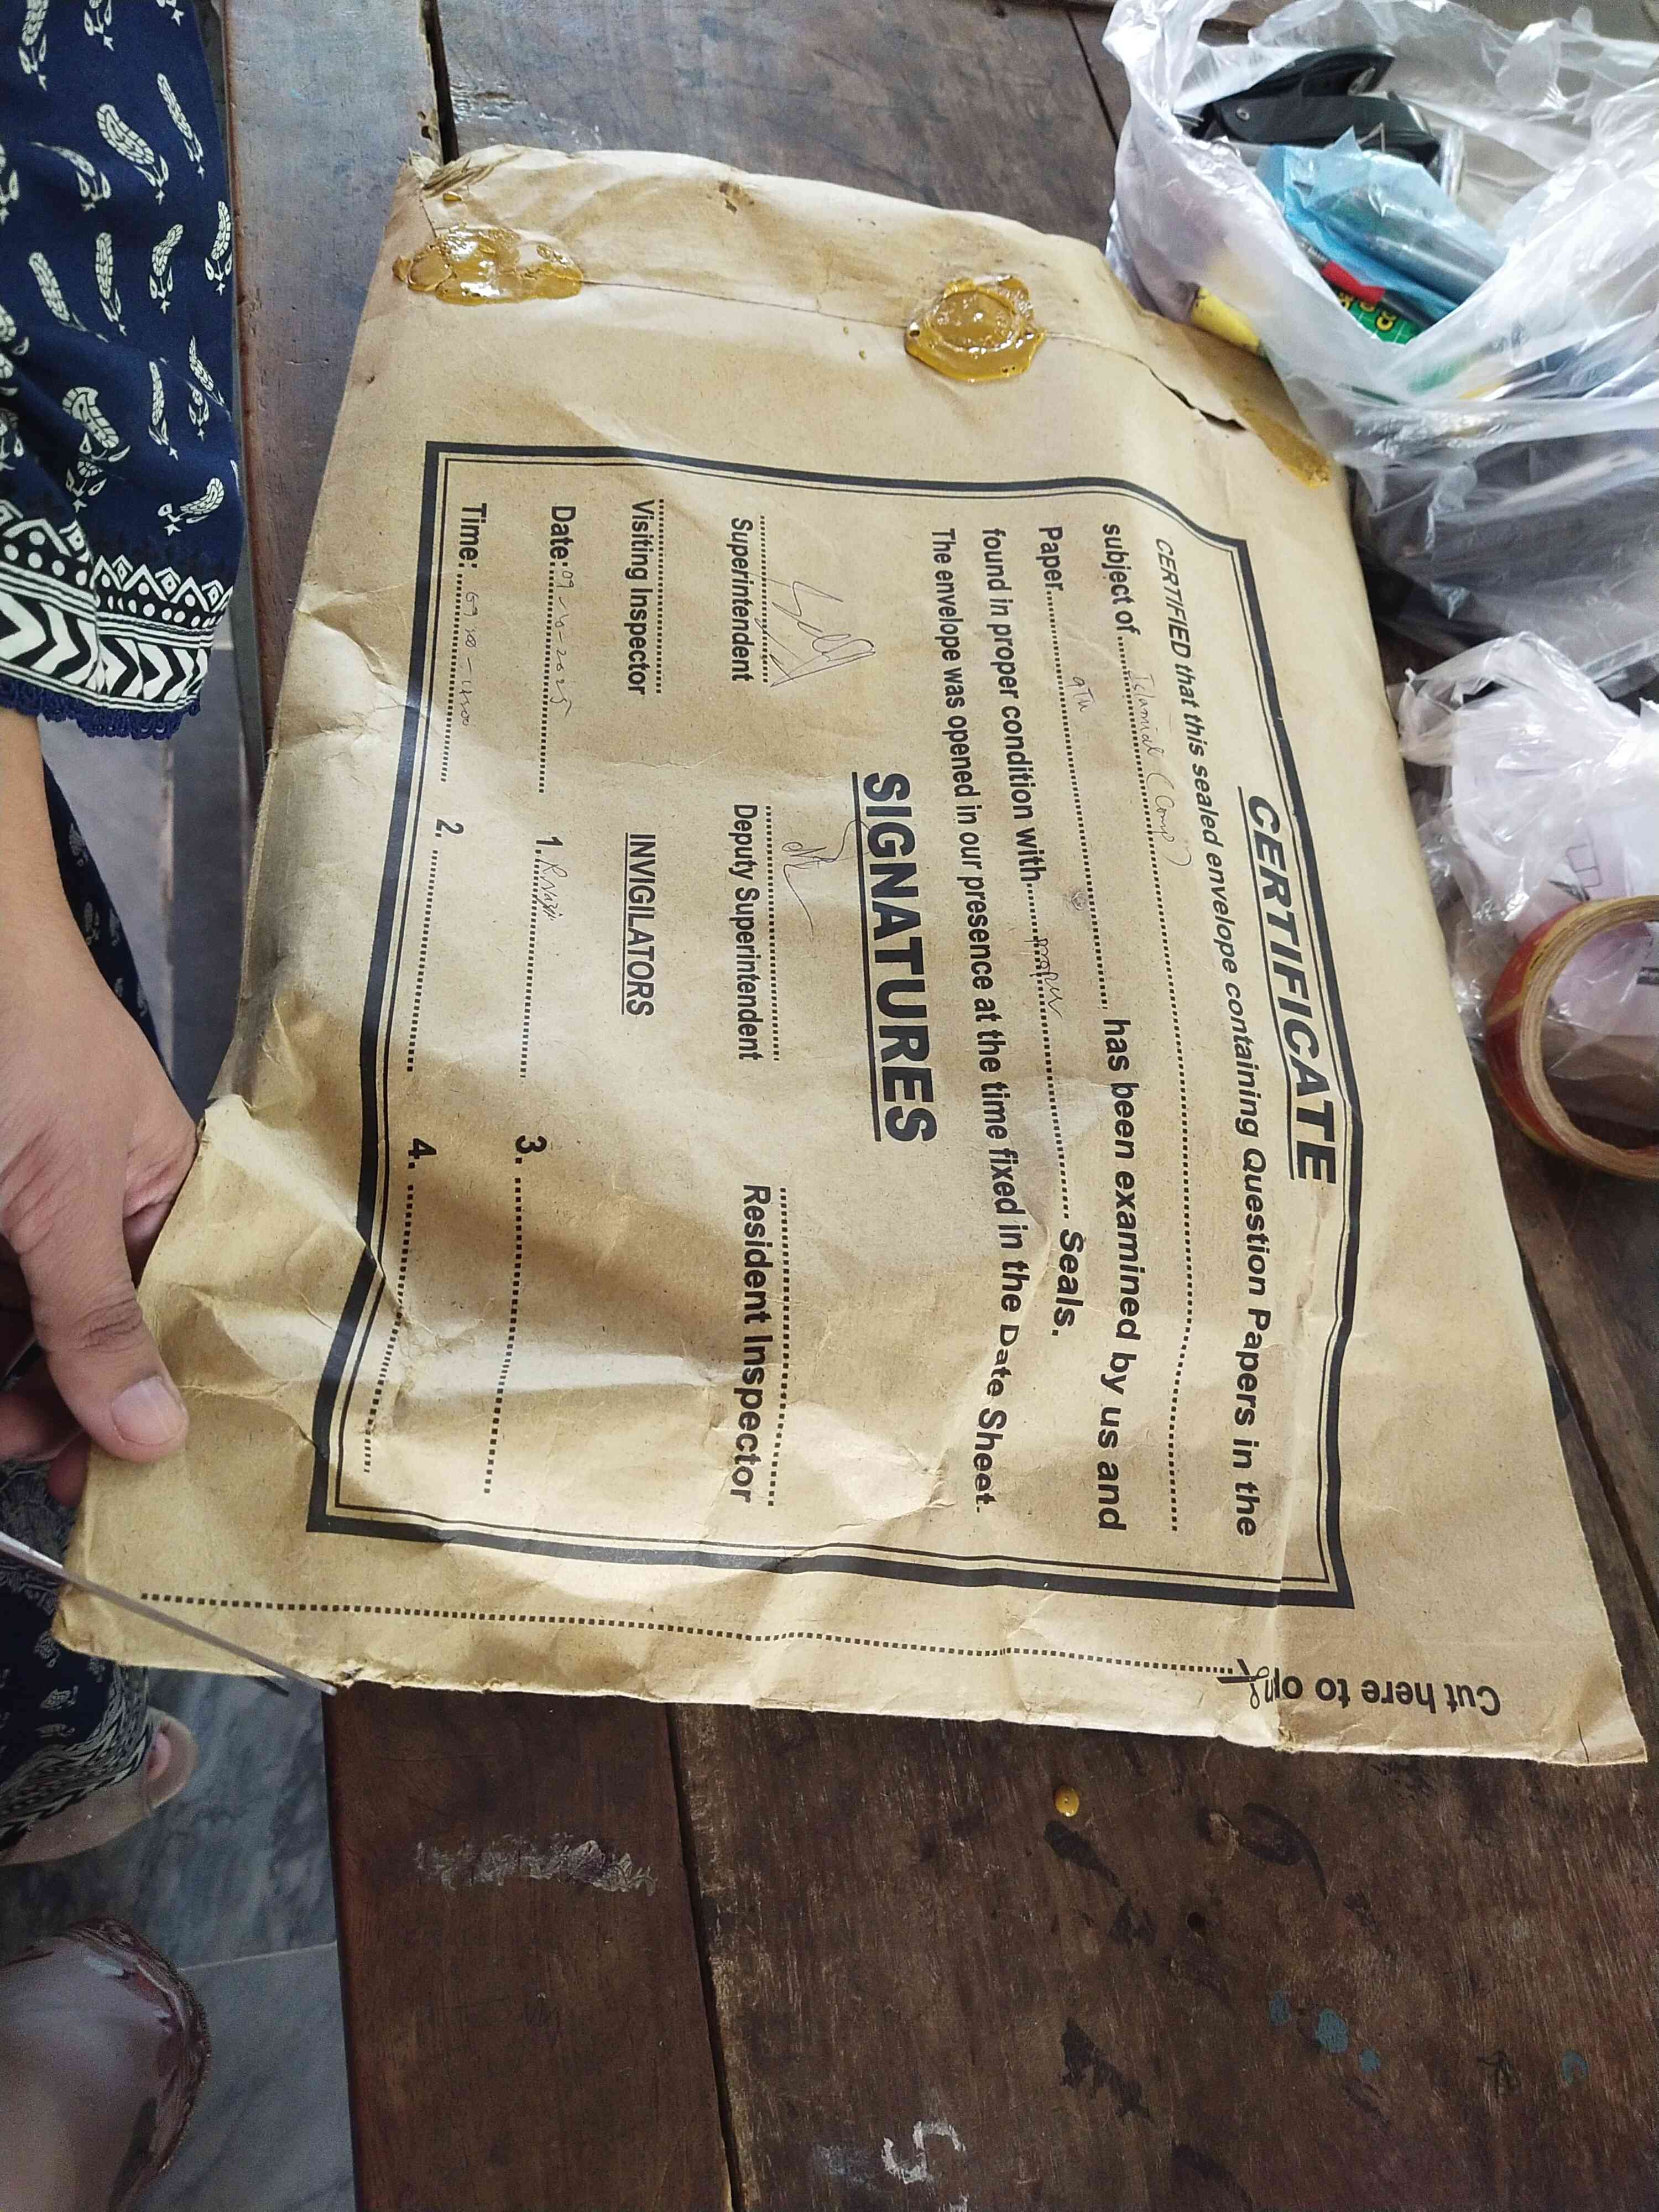 CERTIFICATE
CERTIFIED that this sealed envelope containing Question Papers in the
subject of Islamiat (Comp)
Paper 9TH has been examined by us and
found in proper condition with proper Seals.
The envelope was opened in our presence at the time fixed in the Date Sheet.
SIGNATURES
Superintendent Deputy Superintendent Resident Inspector
Visiting Inspector INVIGILATORS
Date: 1. 3.
Time: 2. 4.
Cut here to op